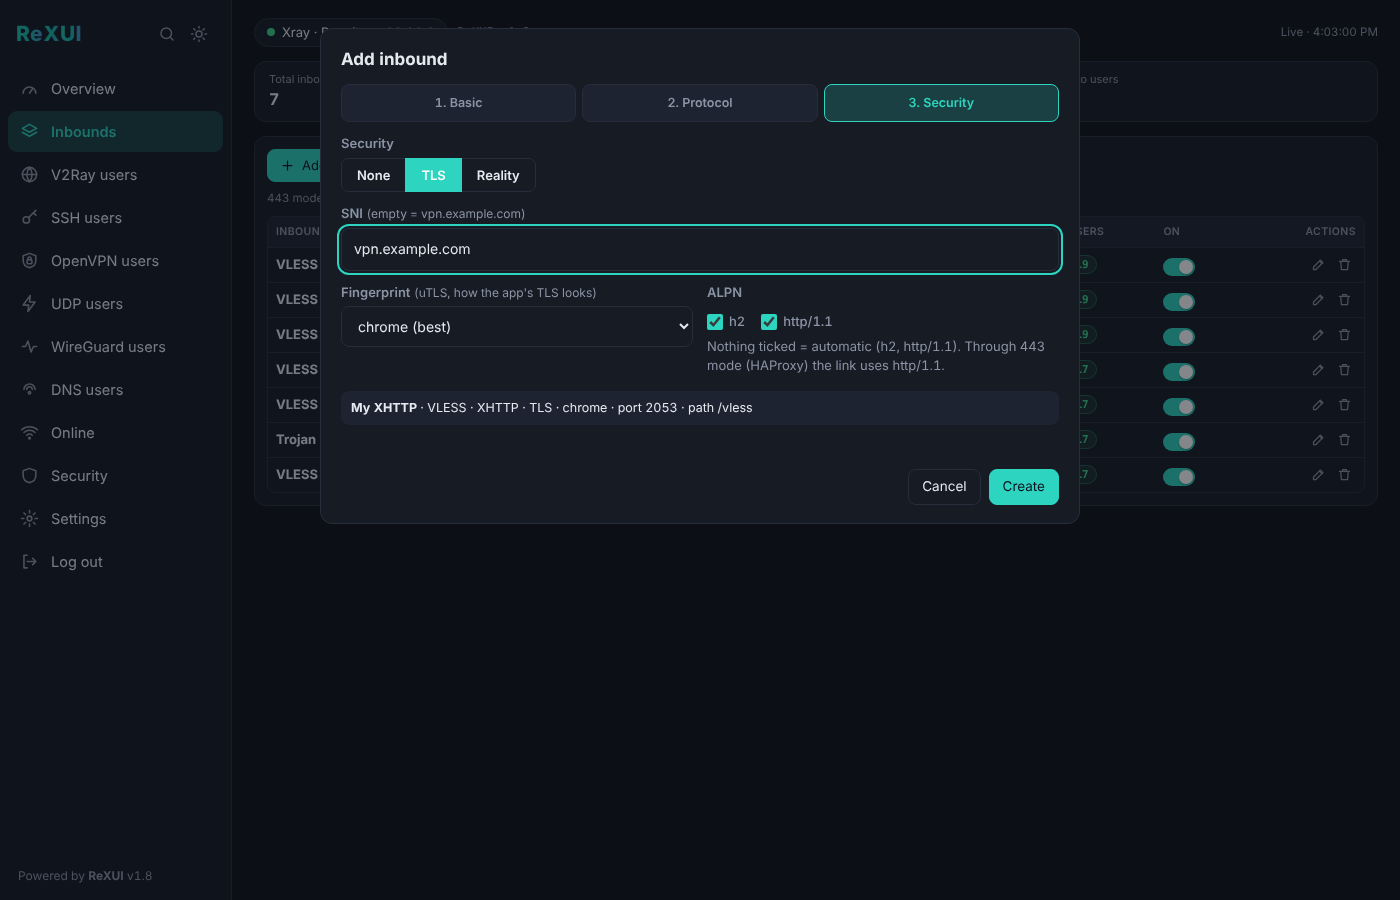 ReXUI
Overview
Inbounds
V2Ray users
SSH users
OpenVPN users
UDP users
WireGuard users
DNS users
Online
Security
Settings
Log out
Powered by ReXUI v1.8
Xray ·
Live · 4:03:00 PM
Total
7
users
443
ON
ACTIONS
VLESS
VLESS
VLESS
VLESS
VLESS
Trojan
VLESS
Add inbound
1. Basic
2. Protocol
3. Security
Security
None
TLS
Reality
SNI (empty = vpn.example.com)
vpn.example.com
Fingerprint (uTLS, how the app's TLS looks)
chrome (best)
ALPN
h2
http/1.1
Nothing ticked = automatic (h2, http/1.1). Through 443
mode (HAProxy) the link uses http/1.1.
My XHTTP · VLESS · XHTTP · TLS · chrome · port 2053 · path /vless
Cancel
Create